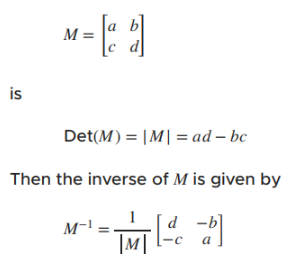 M = [a b
c d]
is
Det(M) = |M| = ad – bc
Then the inverse of M is given by
M⁻¹ = 1/|M| [d –b
–c a]